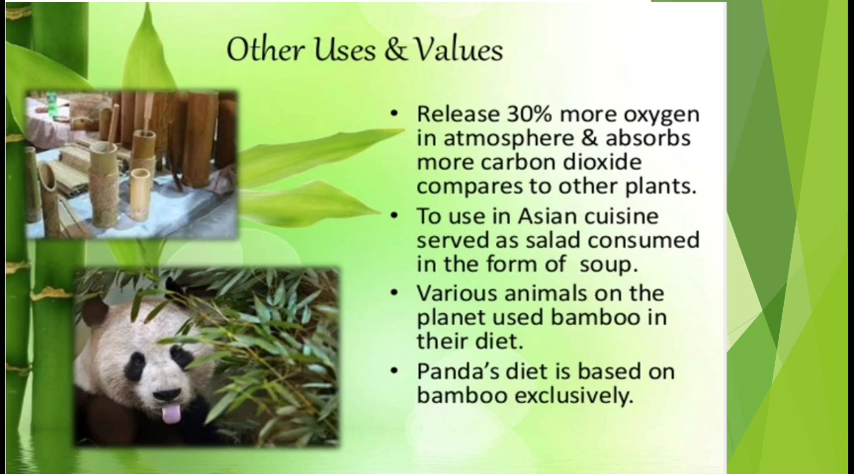 Other Uses & Values
• Release 30% more oxygen
in atmosphere & absorbs
more carbon dioxide
compares to other plants.
• To use in Asian cuisine
served as salad consumed
in the form of  soup.
• Various animals on the
planet used bamboo in
their diet.
• Panda's diet is based on
bamboo exclusively.